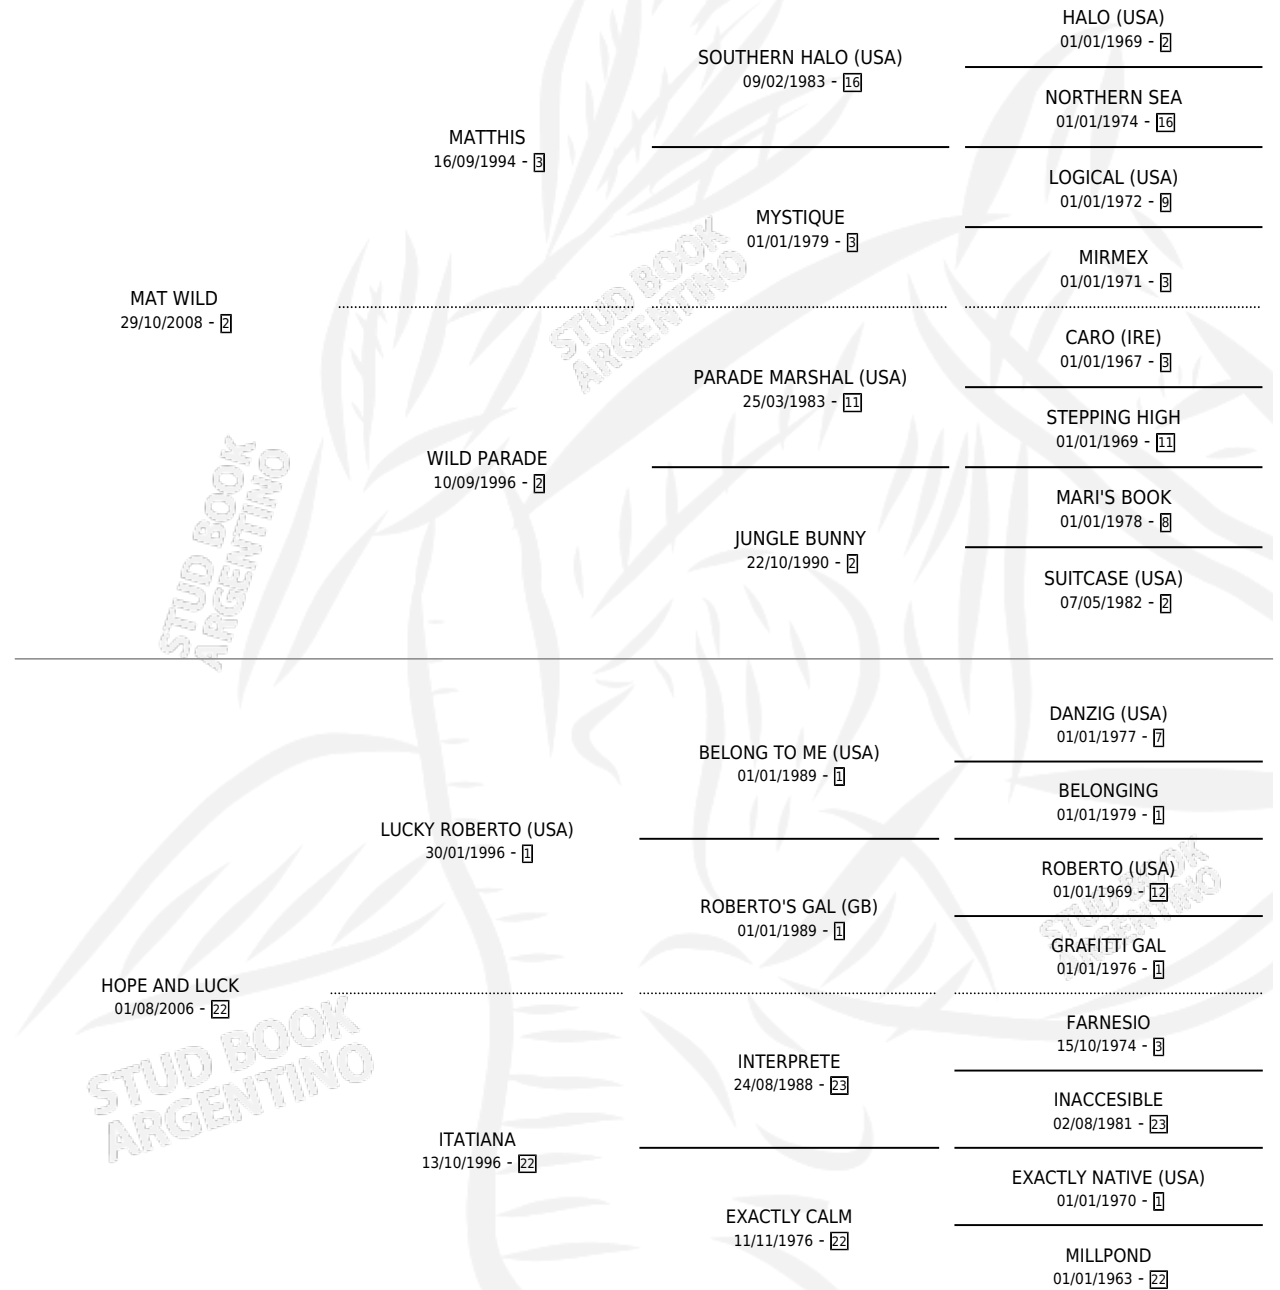 HALO (USA)
01/01/1969 - 2
SOUTHERN HALO (USA)
09/02/1983 - 16
NORTHERN SEA
01/01/1974 - 16
MATTHIS
16/09/1994 - 3
LOGICAL (USA)
01/01/1972 - 9
MYSTIQUE
01/01/1979 - 3
MIRMEX
01/01/1971 - 3
MAT WILD
29/10/2008 - 2
STUD BOOK
ARGENTINO
CARO (IRE)
01/01/1967 - 3
PARADE MARSHAL (USA)
25/03/1983 - 11
STEPPING HIGH
01/01/1969 - 11
WILD PARADE
10/09/1996 - 2
MARI'S BOOK
01/01/1978 - 8
JUNGLE BUNNY
22/10/1990 - 2
SUITCASE (USA)
07/05/1982 - 2
STUD BOOK
ARGENTINO
DANZIG (USA)
01/01/1977 - 7
BELONG TO ME (USA)
01/01/1989 - 1
BELONGING
01/01/1979 - 1
LUCKY ROBERTO (USA)
30/01/1996 - 1
ROBERTO (USA)
01/01/1969 - 12
ROBERTO'S GAL (GB)
01/01/1989 - 1
GRAFITTI GAL
01/01/1976 - 1
STUD BOOK
ARGENTINO
HOPE AND LUCK
01/08/2006 - 22
STUD BOOK
ARGENTINO
FARNESIO
15/10/1974 - 3
INTERPRETE
24/08/1988 - 23
INACCESIBLE
02/08/1981 - 23
ITATIANA
13/10/1996 - 22
EXACTLY NATIVE (USA)
01/01/1970 - 1
EXACTLY CALM
11/11/1976 - 22
MILLPOND
01/01/1963 - 22